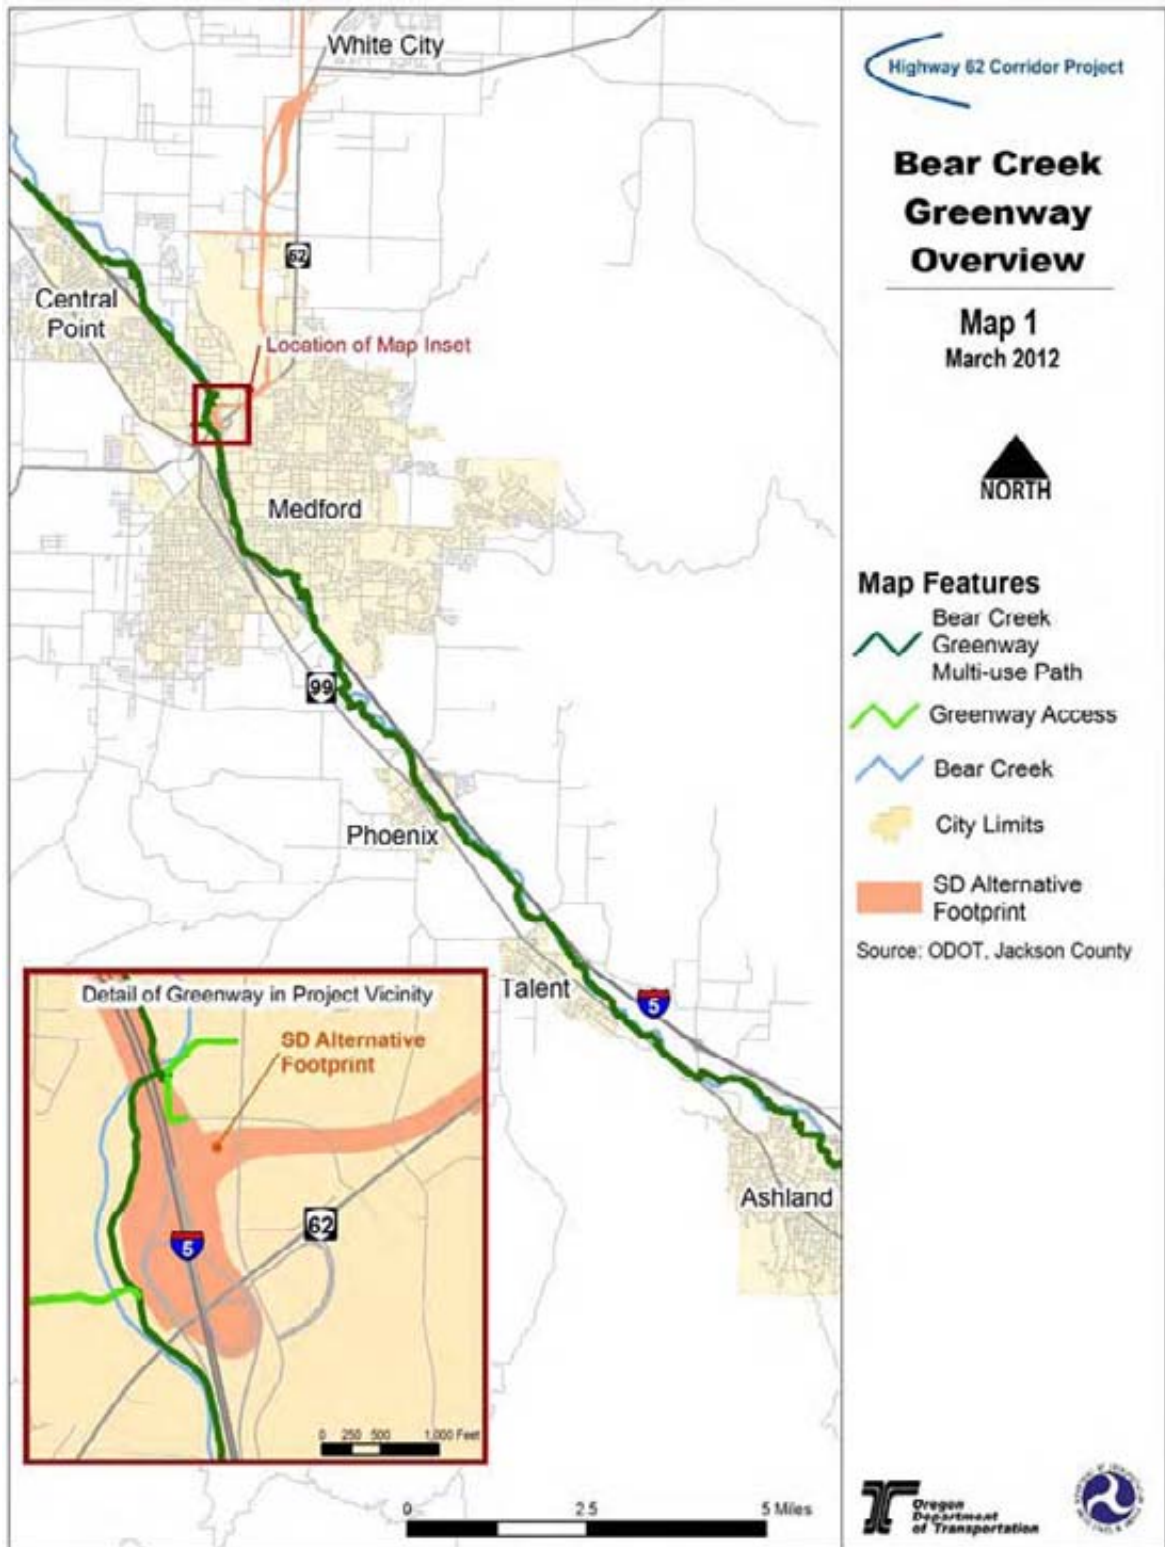 White City
62
Central
Point
Location of Map Inset
Medford
99
Phoenix
Talent
5
Ashland
Detail of Greenway in Project Vicinity
SD Alternative
Footprint
62
5
0 250 500 1,000 Feet
0 2.5 5 Miles
Highway 62 Corridor Project
Bear Creek
Greenway
Overview
Map 1
March 2012
NORTH
Map Features
Bear Creek
Greenway
Multi-use Path
Greenway Access
Bear Creek
City Limits
SD Alternative
Footprint
Source: ODOT, Jackson County
Oregon
Department
of Transportation